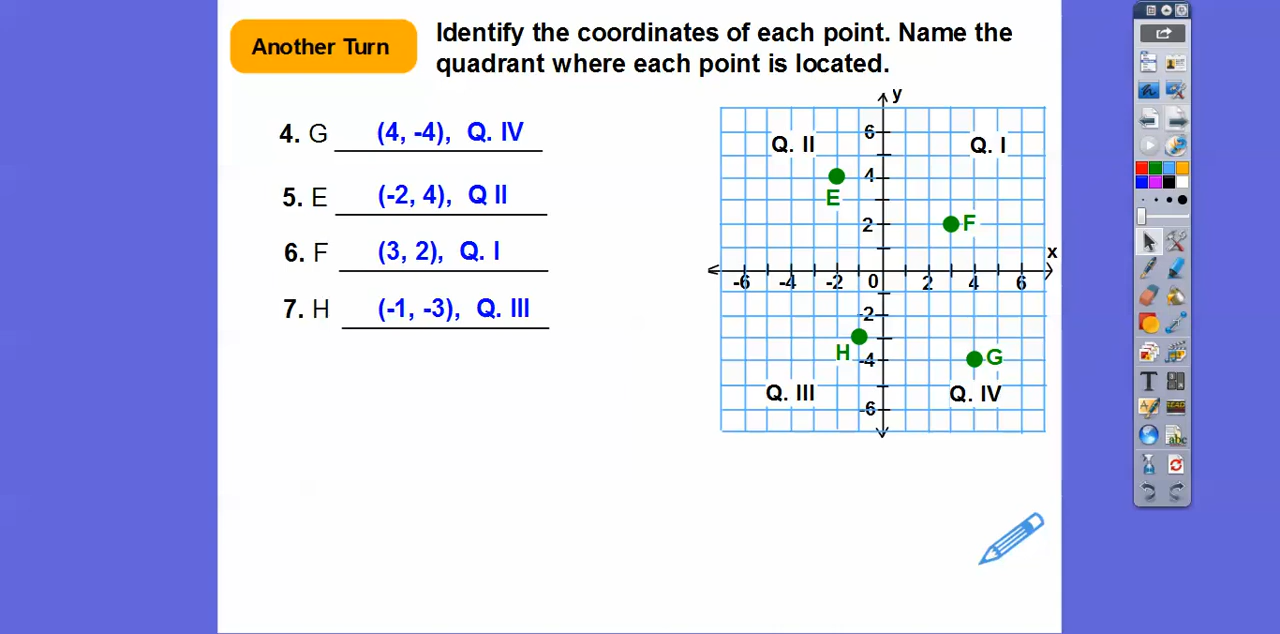 Another Turn
Identify the coordinates of each point. Name the
quadrant where each point is located.
4. G (4, -4), Q. IV
5. E (-2, 4), Q II
6. F (3, 2), Q. I
7. H (-1, -3), Q. III
y
6
Q. II
Q. I
4
E
2
F
x
-6 -4 -2 0 2 4 6
-2
H
-4
G
Q. III
Q. IV
-6
T
READ
abc